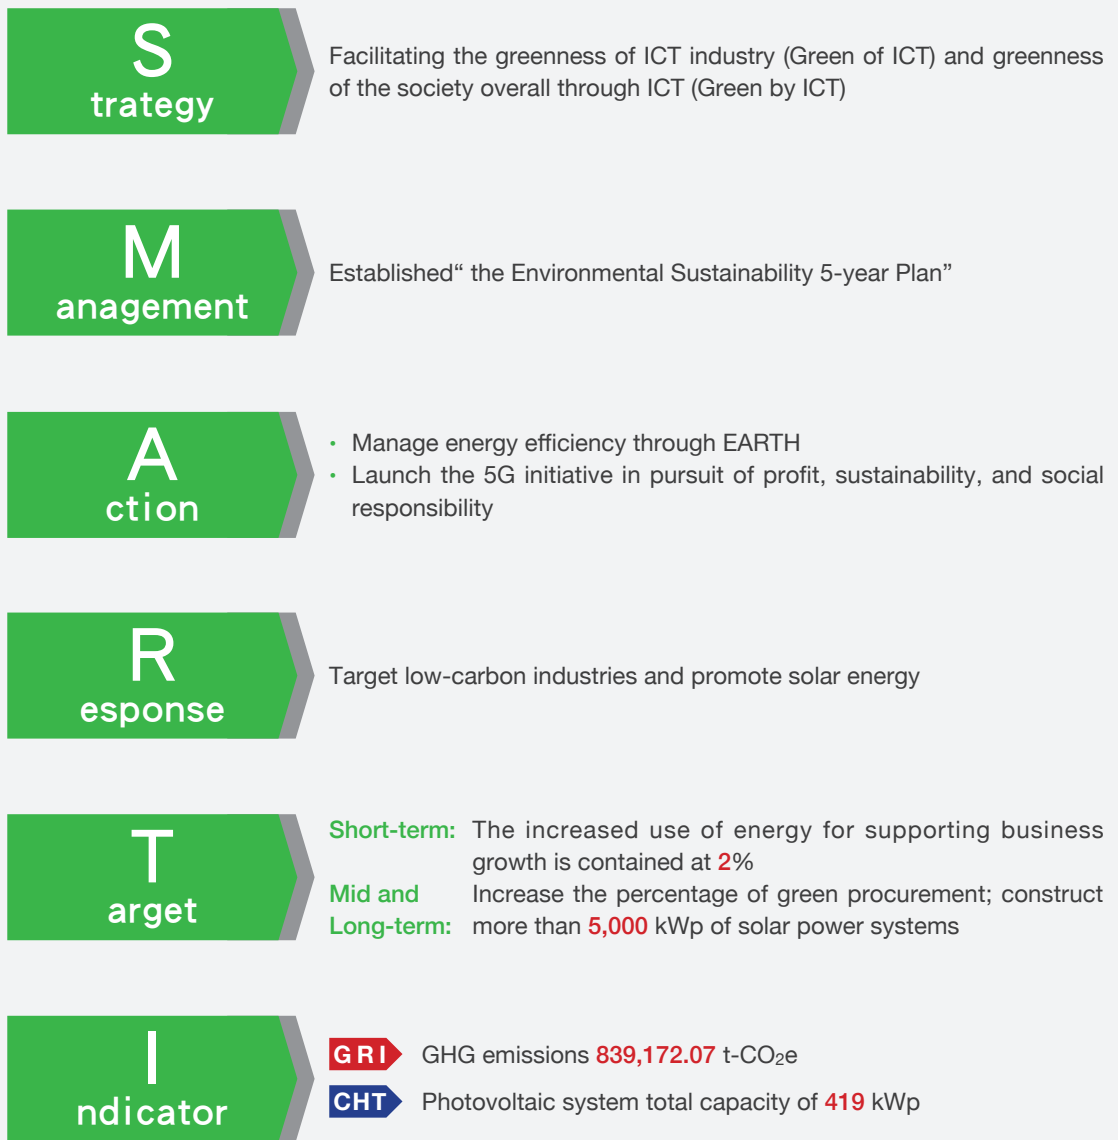 S
trategy
Facilitating the greenness of ICT industry (Green of ICT) and greenness
of the society overall through ICT (Green by ICT)
M
anagement
Established“ the Environmental Sustainability 5-year Plan”
A
ction
• Manage energy efficiency through EARTH
• Launch the 5G initiative in pursuit of profit, sustainability, and social
responsibility
R
esponse
Target low-carbon industries and promote solar energy
T
arget
Short-term: The increased use of energy for supporting business
growth is contained at 2%
Mid and Increase the percentage of green procurement; construct
Long-term: more than 5,000 kWp of solar power systems
I
ndicator
GRI GHG emissions 839,172.07 t-CO₂e
CHT Photovoltaic system total capacity of 419 kWp